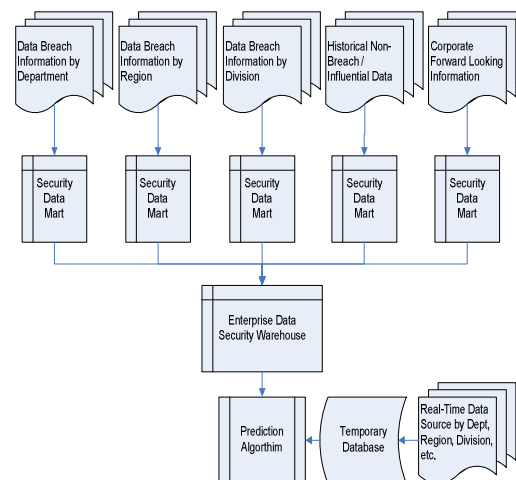 Data Breach
Information by
Department
Data Breach
Information by
Region
Data Breach
Information by
Division
Historical Non-
Breach /
Influential Data
Corporate
Forward Looking
Information
Security
Data
Mart
Security
Data
Mart
Security
Data
Mart
Security
Data
Mart
Security
Data
Mart
Enterprise Data
Security Warehouse
Prediction
Algorthim
Temporary
Database
Real-Time Data
Source by Dept,
Region, Division,
etc.